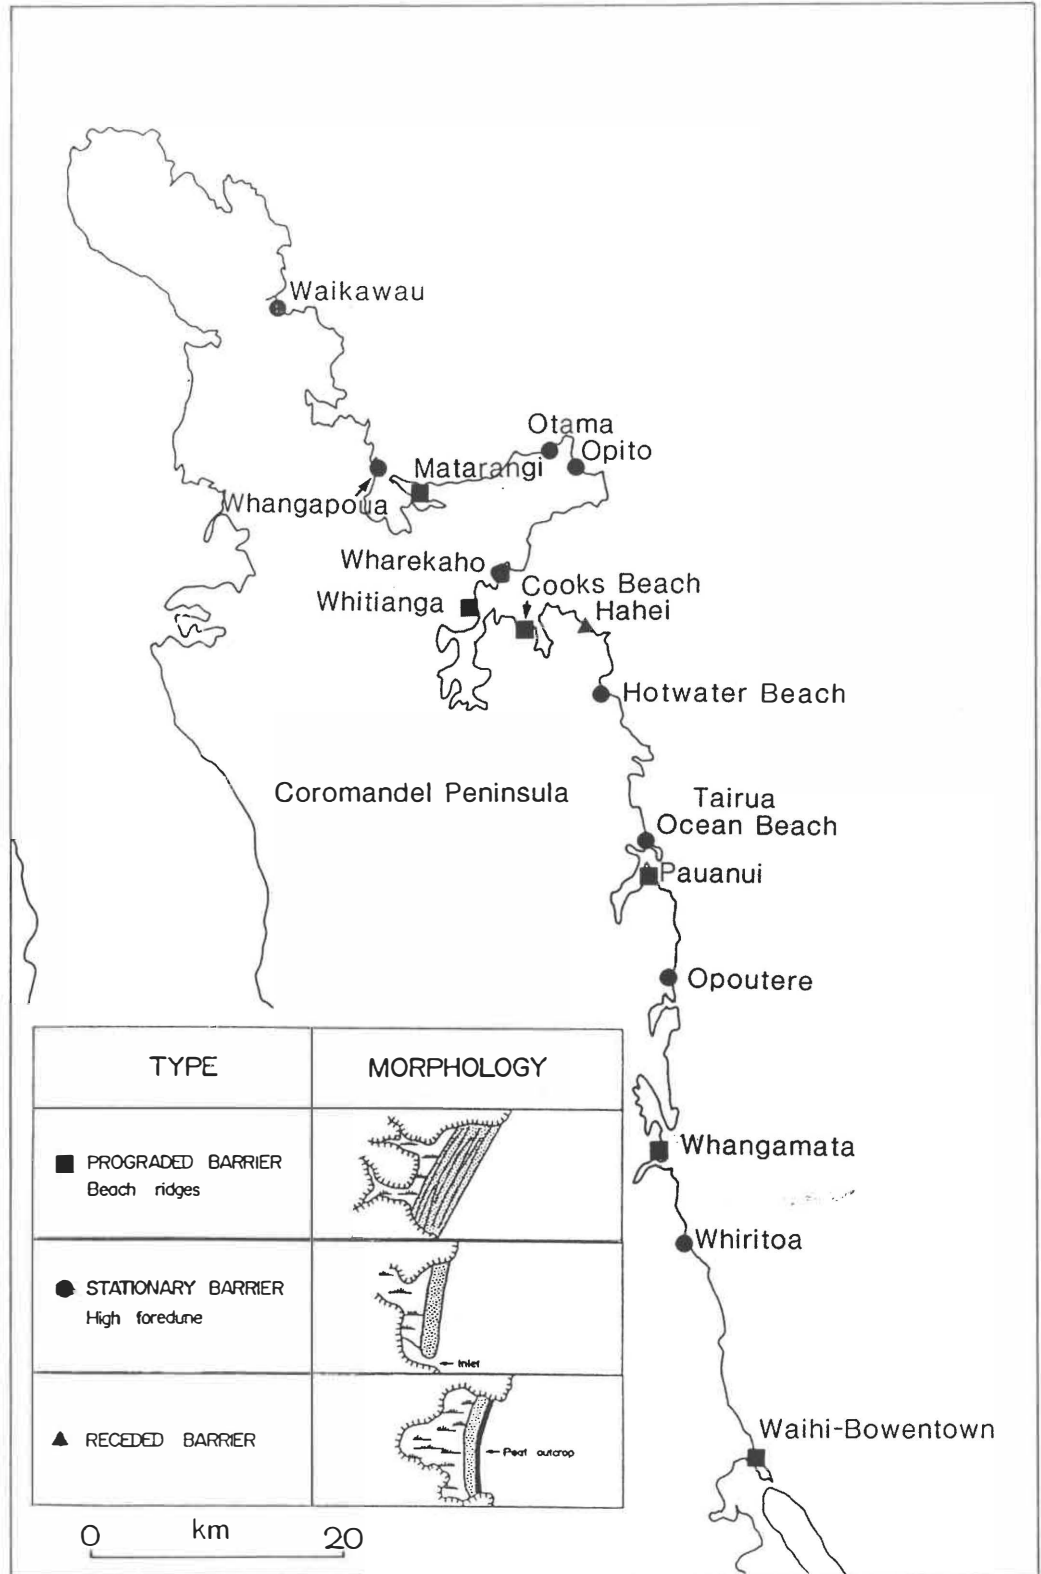 Waikawau
Otama
Opito
Matarangi
Whangapoua
Wharekaho
Cooks Beach
Whitianga
Hahei
Hotwater Beach
Coromandel Peninsula
Tairua
Ocean Beach
Pauanui
Opoutere
Whangamata
Whiritoa
Waihi-Bowentown
TYPE
MORPHOLOGY
PROGRADED BARRIER
Beach ridges
STATIONARY BARRIER
High foredune
Inlet
RECEDED BARRIER
Peat outcrop
0 km 20